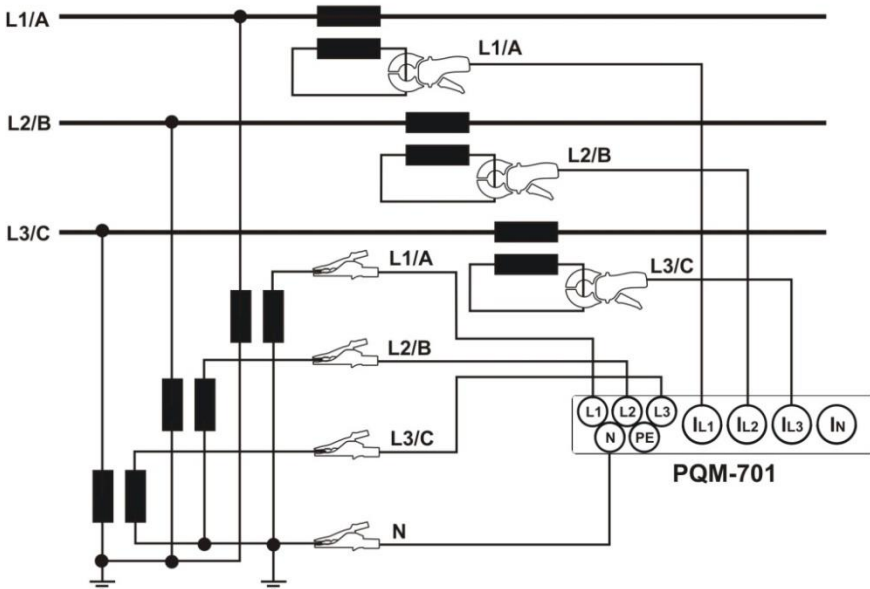 L1/A
L1/A
L2/B
L2/B
L3/C
L1/A
L3/C
L2/B
L3/C
L1 L2 L3
N PE
IL1 IL2 IL3 IN
PQM-701
N